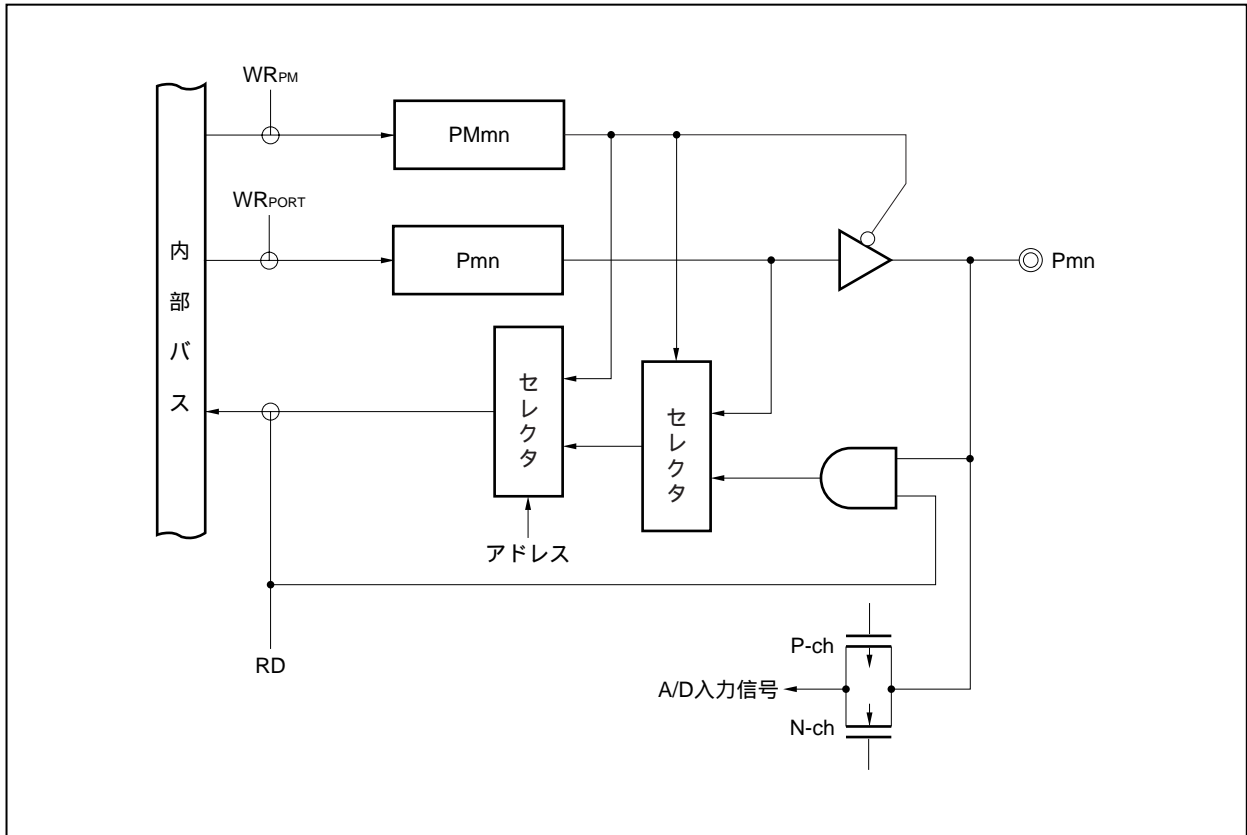 WRPM
PMmn
WRPORT
内部バス
Pmn
Pmn
セレクタ
セレクタ
アドレス
RD
P-ch
A/D入力信号
N-ch